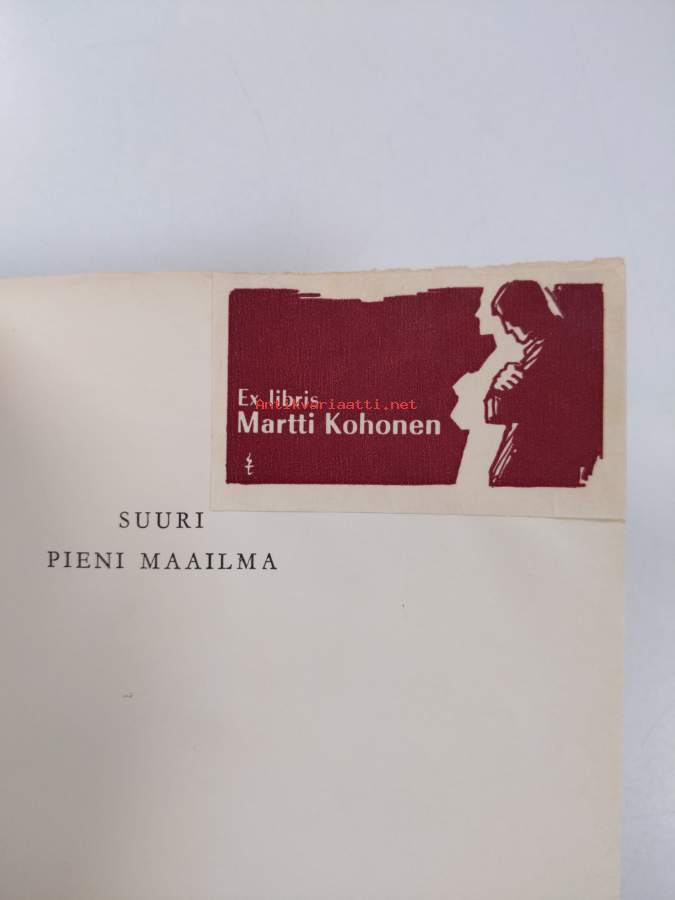 Ex libris
Antikvariaatti.net
Martti Kohonen
SUURI
PIENI MAAILMA